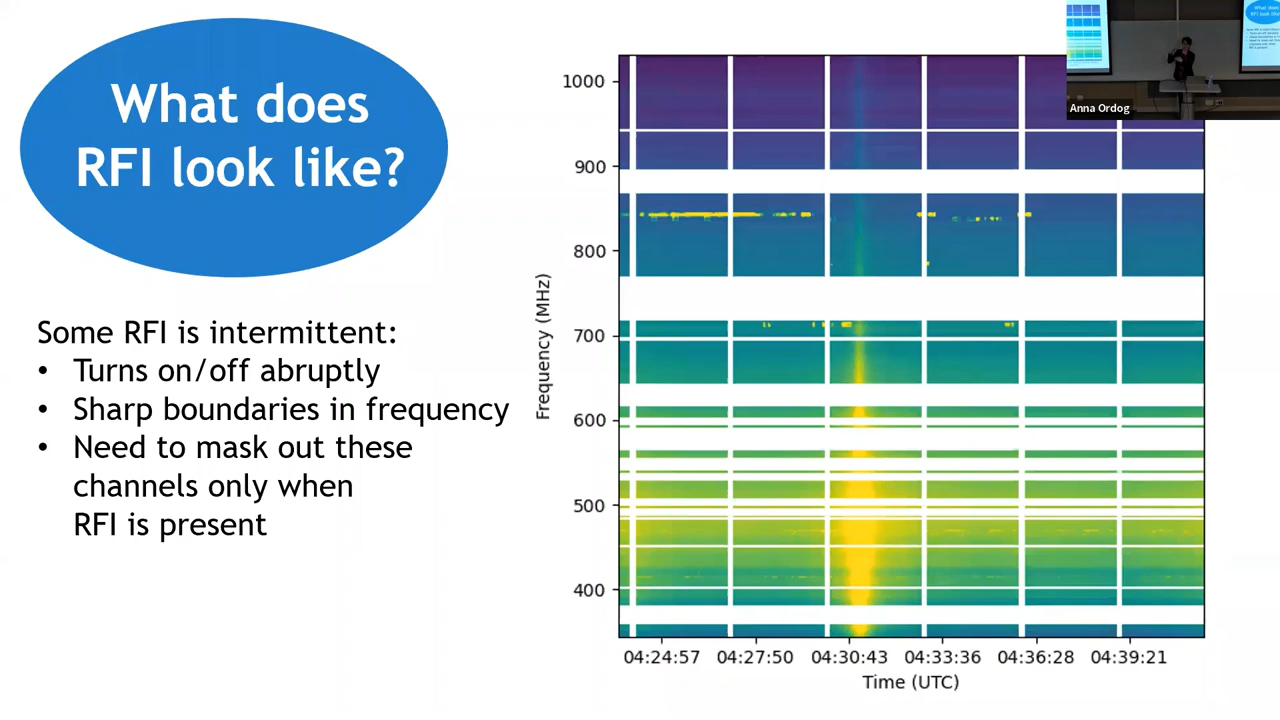 What does
RFI look like?
Some RFI is intermittent:
• Turns on/off abruptly
• Sharp boundaries in frequency
• Need to mask out these
channels only when
RFI is present
Frequency (MHz)
1000
900
800
700
600
500
400
04:24:57 04:27:50 04:30:43 04:33:36 04:36:28 04:39:21
Time (UTC)
Anna Ordog
What does